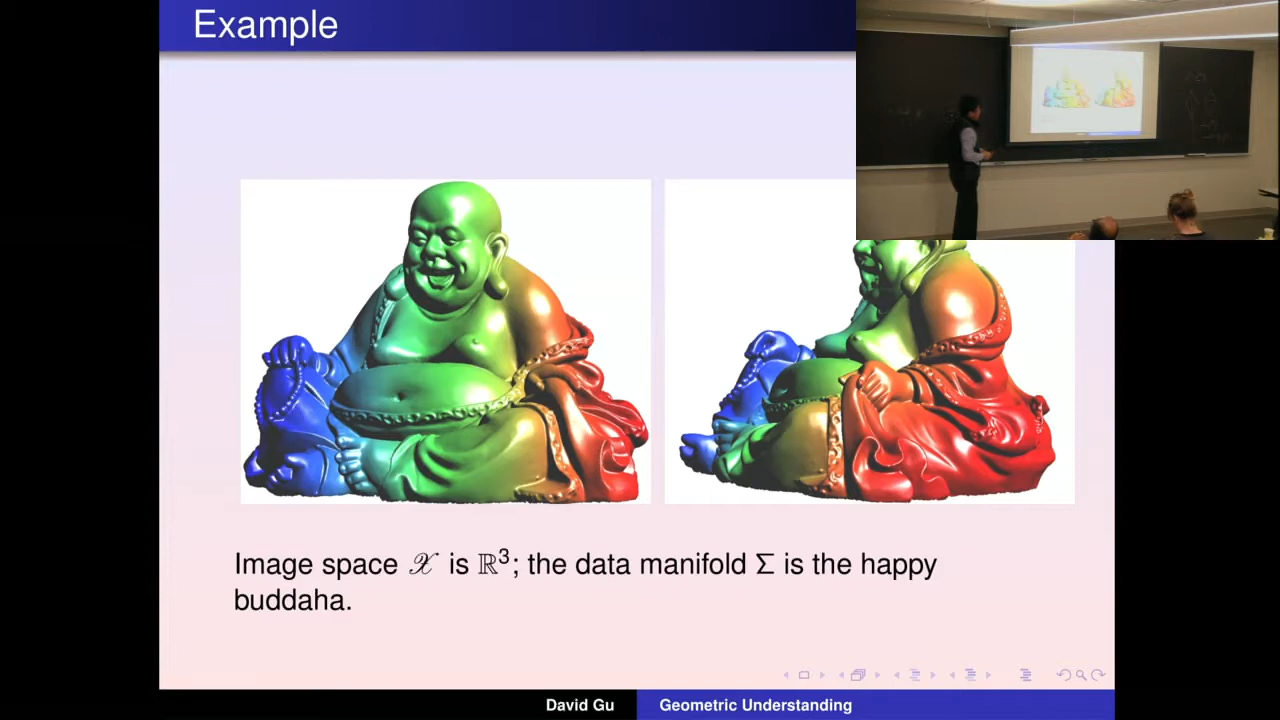 Example
Image space 𝒳 is ℝ³; the data manifold Σ is the happy
buddaha.
David Gu
Geometric Understanding